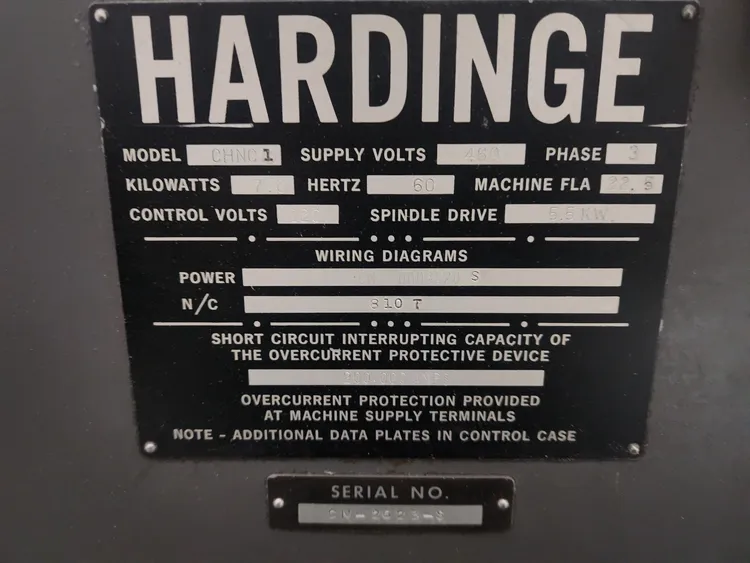 HARDINGE
MODEL CHNC 1 SUPPLY VOLTS 460 PHASE 3
KILOWATTS HERTZ 60 MACHINE FLA
CONTROL VOLTS SPINDLE DRIVE 5.5 KW.
WIRING DIAGRAMS
POWER S
N/C 810 T
SHORT CIRCUIT INTERRUPTING CAPACITY OF
THE OVERCURRENT PROTECTIVE DEVICE
OVERCURRENT PROTECTION PROVIDED
AT MACHINE SUPPLY TERMINALS
NOTE - ADDITIONAL DATA PLATES IN CONTROL CASE
SERIAL NO.